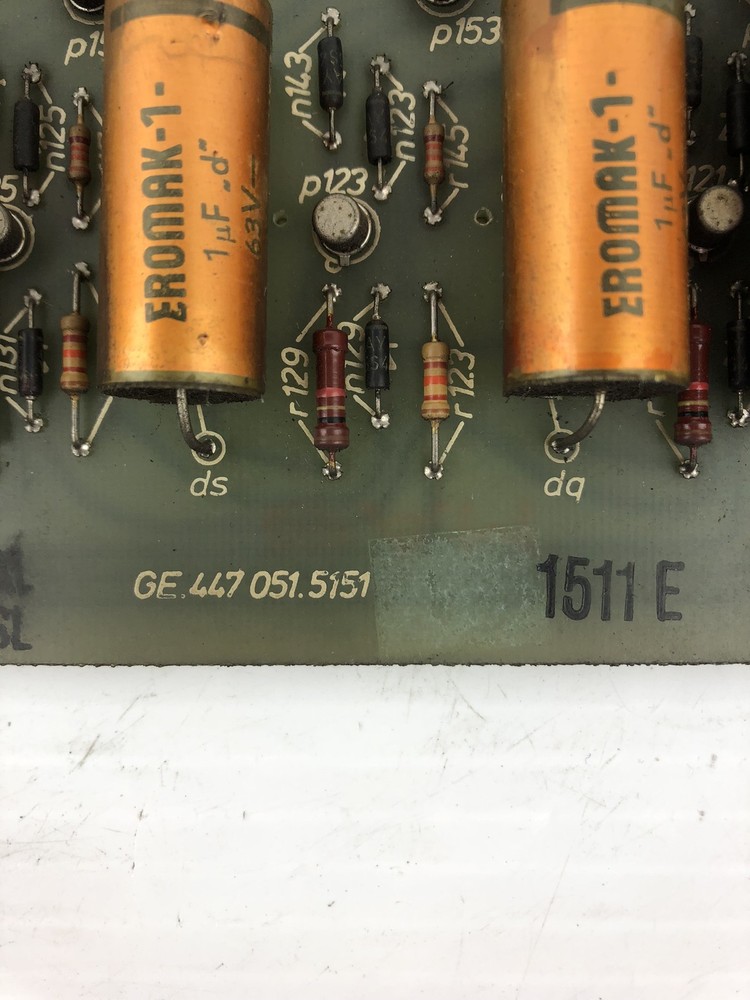 p153
n143
n125
n123
r145
EROMAK-1-
1µF „d"
63V–
EROMAK-1-
1µF „d"
p123
121
n131
r129
n129
r123
ds
dq
GE.447 051.5151
1511 E